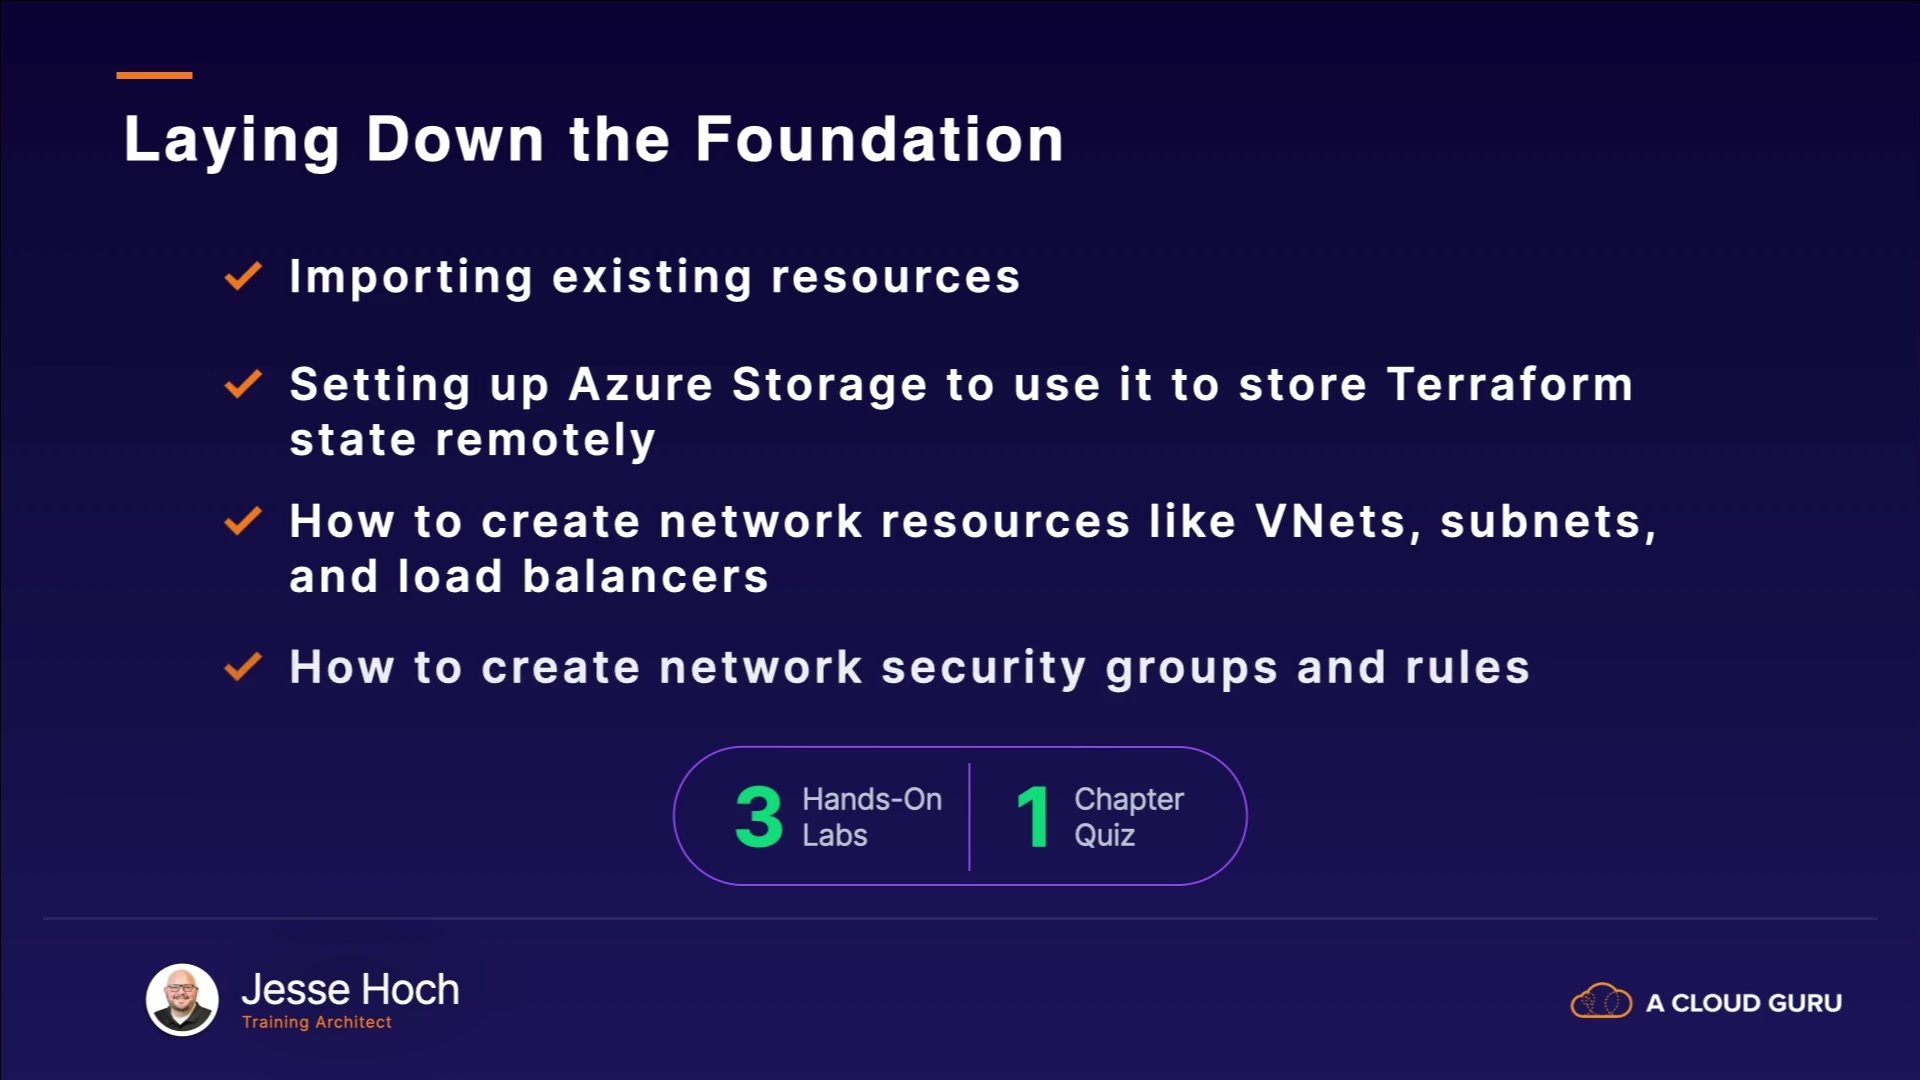 Laying Down the Foundation
Importing existing resources
Setting up Azure Storage to use it to store Terraform
state remotely
How to create network resources like VNets, subnets,
and load balancers
How to create network security groups and rules
3 Hands-On
Labs
1 Chapter
Quiz
Jesse Hoch
Training Architect
A CLOUD GURU